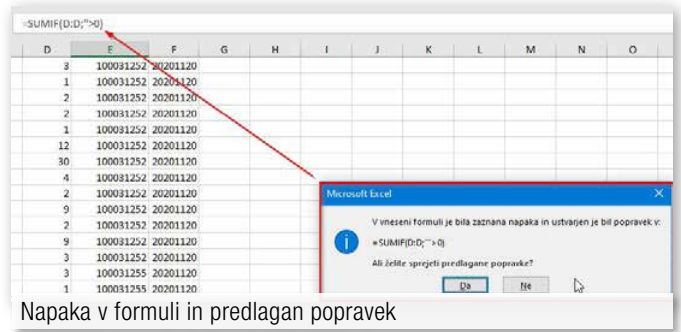 =SUMIF(D:D;">0)
D E F G H I J K L M N O
3 100031252 20201120
1 100031252 20201120
2 100031252 20201120
2 100031252 20201120
1 100031252 20201120
12 100031252 20201120
30 100031252 20201120
4 100031252 20201120
2 100031252 20201120
9 100031252 20201120
2 100031252 20201120
9 100031252 20201120
3 100031252 20201120
3 100031255 20201120
1 100031255 20201120
Microsoft Excel
V vneseni formuli je bila zaznana napaka in ustvarjen je bil popravek v:
=SUMIF(D:D;"">0)
Ali želite sprejeti predlagane popravke?
Da Ne
Napaka v formuli in predlagan popravek